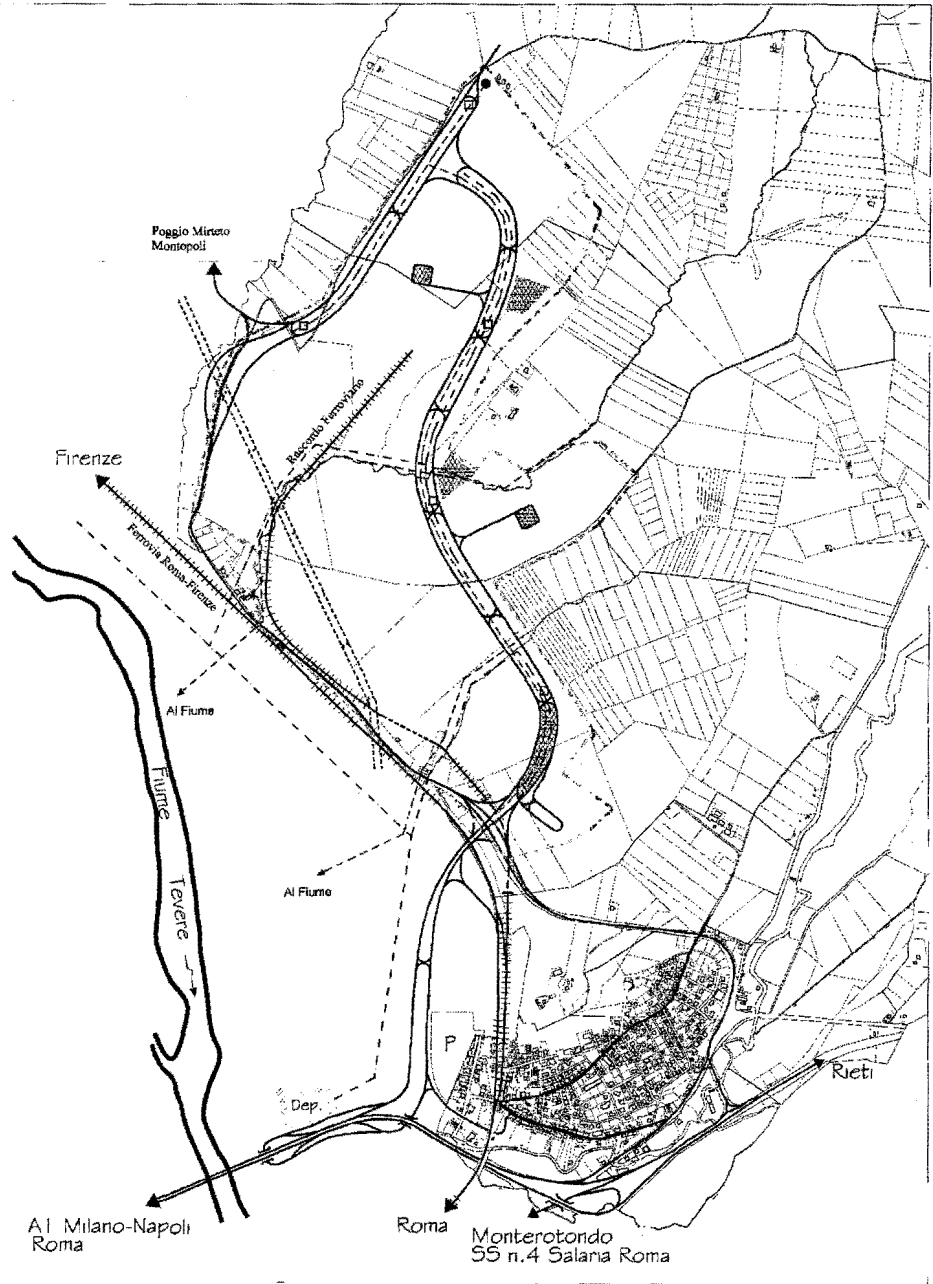 Poggio Mirteto
Montopoli
Raccordo Ferroviario
Firenze
Ferrovia Roma-Firenze
Al Fiume
Fiume
Tevere
Al Fiume
P
Rieti
Dep.
A1 Milano-Napoli
Roma
Roma
Monterotondo
SS n.4 Salaria Roma